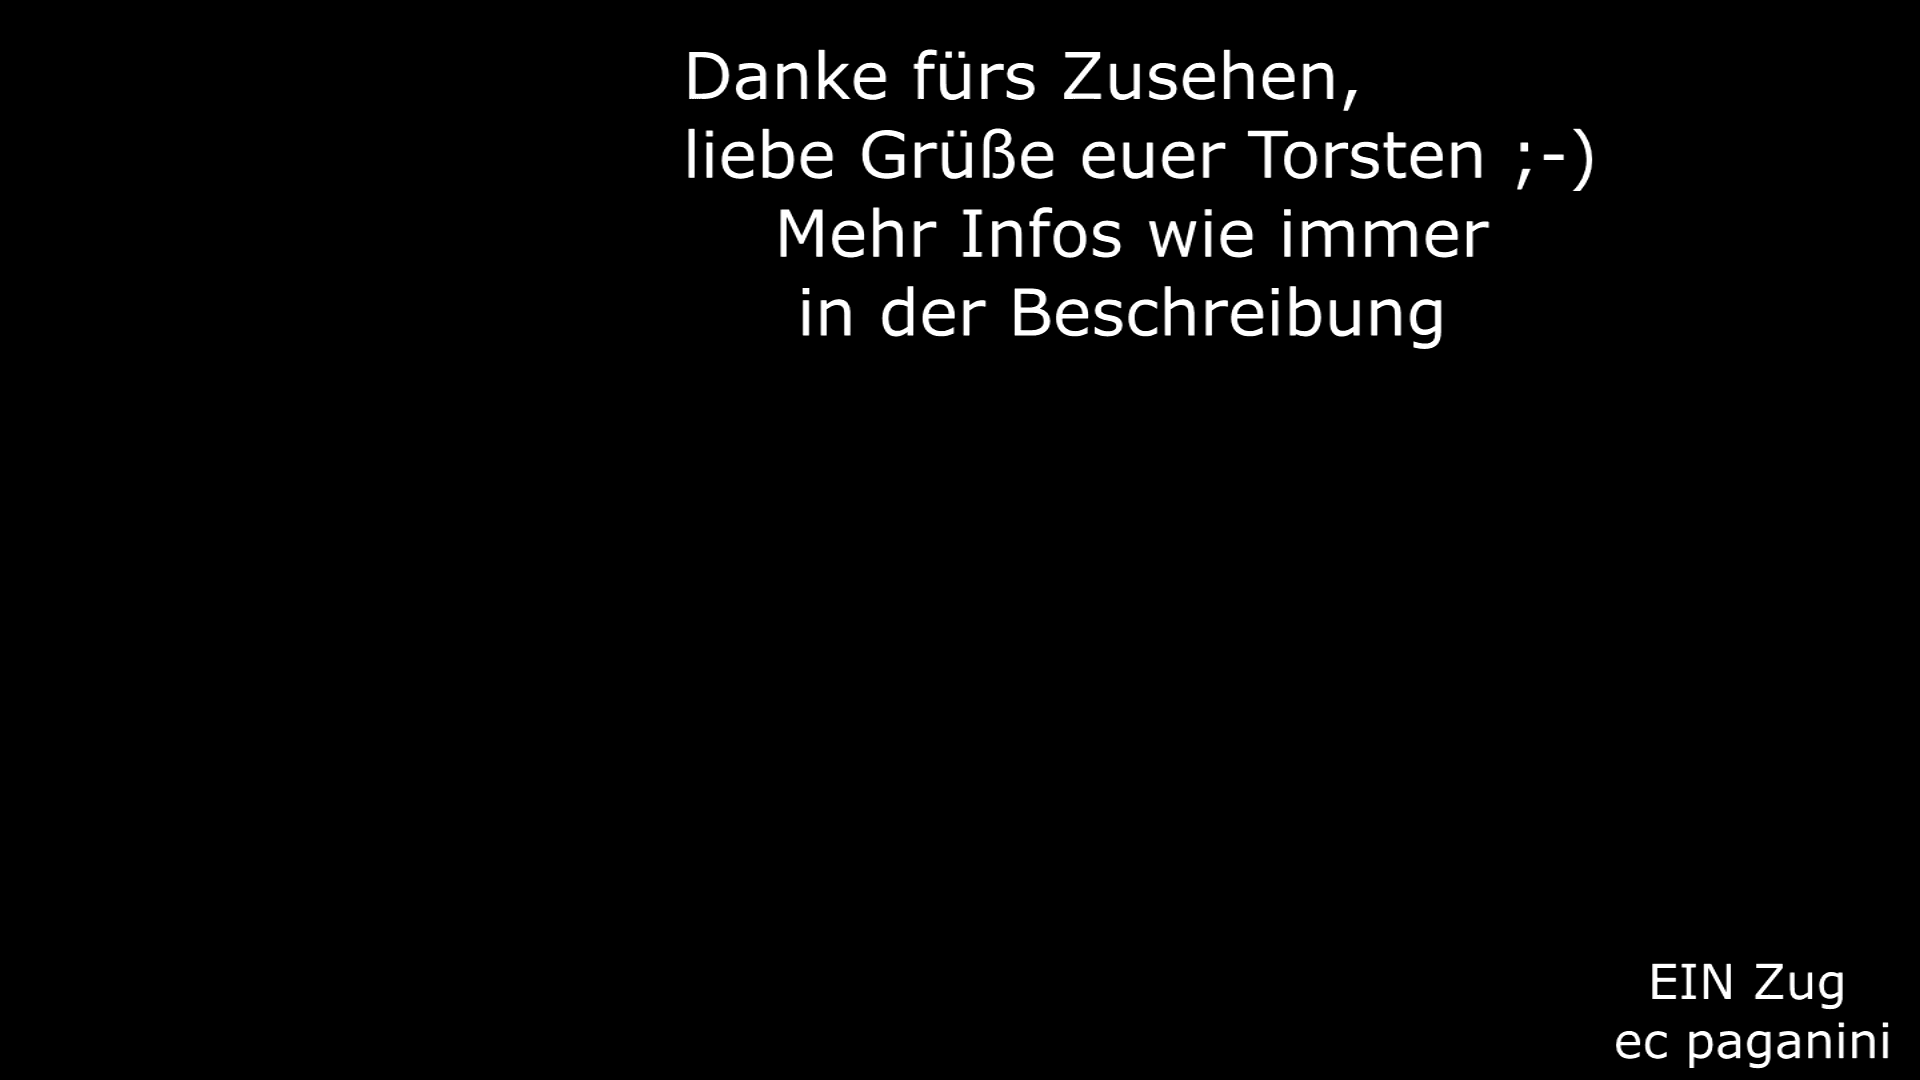 Danke fürs Zusehen,
liebe Grüße euer Torsten ;-)
Mehr Infos wie immer
in der Beschreibung
EIN Zug
ec paganini